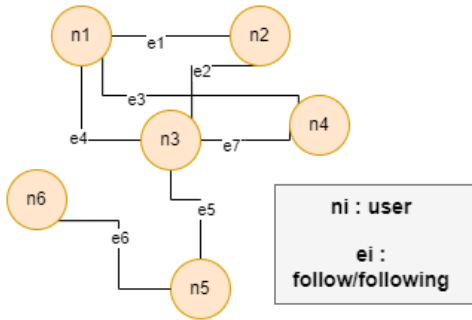 n1
e1
n2
e2
e3
n4
e4
n3
e7
n6
e5
e6
n5
ni : user
ei :
follow/following